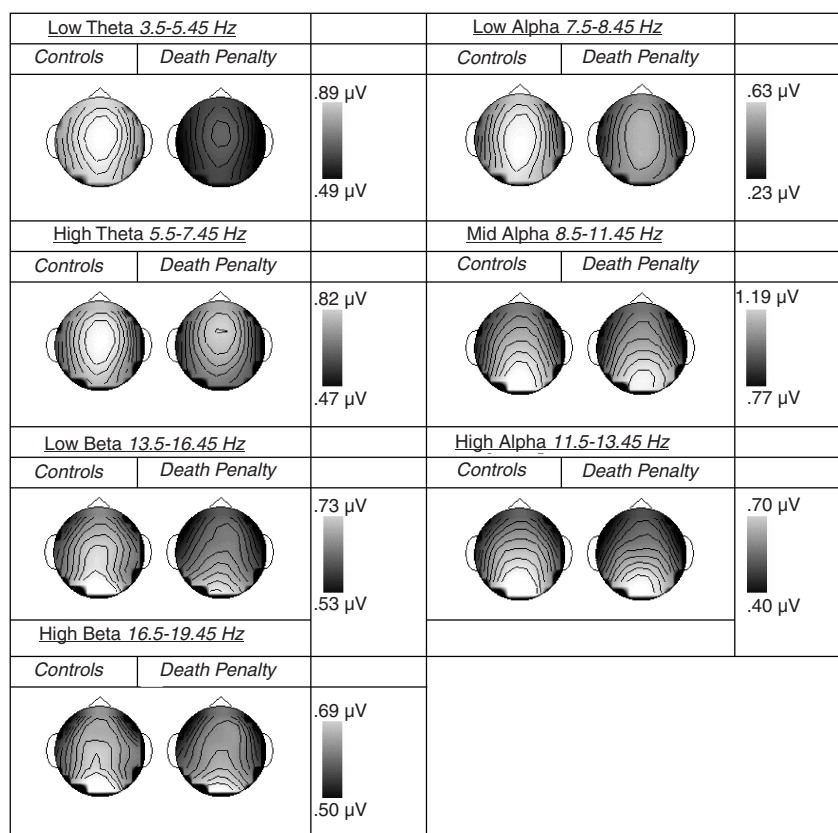 Low Theta 3.5-5.45 Hz
Controls Death Penalty
.89 µV
.49 µV
Low Alpha 7.5-8.45 Hz
Controls Death Penalty
.63 µV
.23 µV
High Theta 5.5-7.45 Hz
Controls Death Penalty
.82 µV
.47 µV
Mid Alpha 8.5-11.45 Hz
Controls Death Penalty
1.19 µV
.77 µV
Low Beta 13.5-16.45 Hz
Controls Death Penalty
.73 µV
.53 µV
High Alpha 11.5-13.45 Hz
Controls Death Penalty
.70 µV
.40 µV
High Beta 16.5-19.45 Hz
Controls Death Penalty
.69 µV
.50 µV